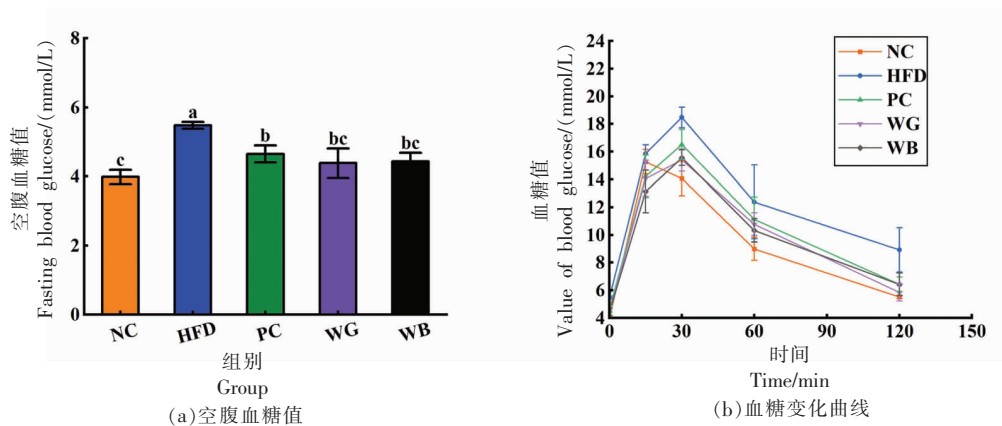 空腹血糖值
Fasting blood glucose/(mmol/L)
8
6
4
2
0
c
a
b
bc
bc
NC
HFD
PC
WG
WB
组别
Group
(a)空腹血糖值
血糖值
Value of blood glucose/(mmol/L)
24
22
20
18
16
14
12
10
8
6
4
NC
HFD
PC
WG
WB
0
30
60
90
120
150
时间
Time/min
(b)血糖变化曲线